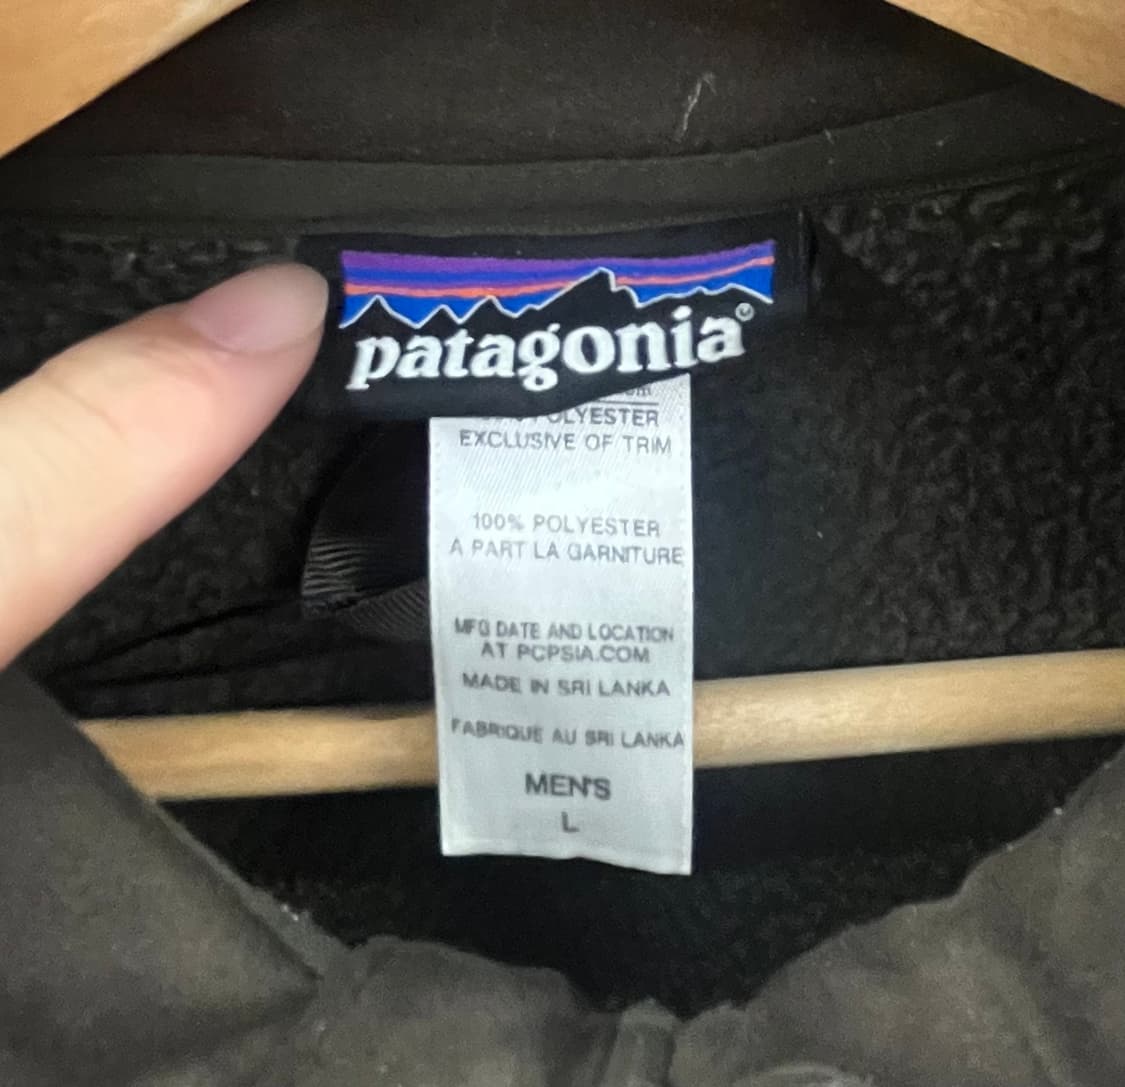 patagonia®
POLYESTER
EXCLUSIVE OF TRIM
100% POLYESTER
A PART LA GARNITURE
MFG DATE AND LOCATION
AT PCPSIA.COM
MADE IN SRI LANKA
FABRIQUE AU SRI LANKA
MEN'S
L